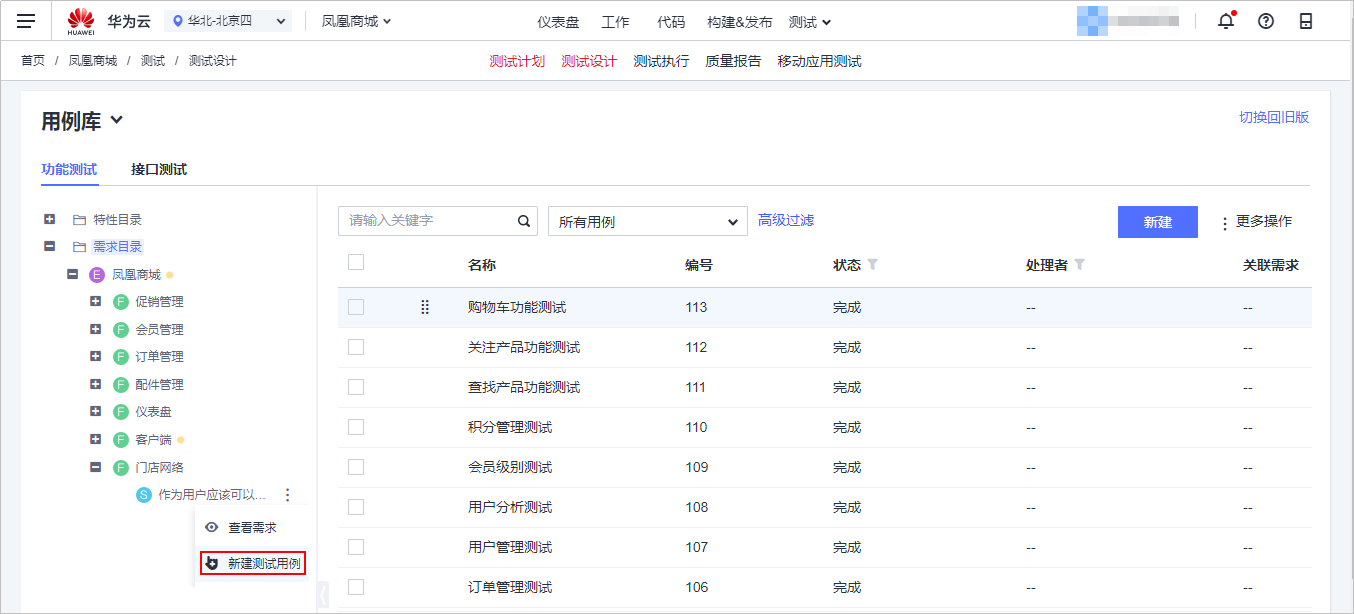 HUAWEI 华为云 华北-北京四 凤凰商城 仪表盘 工作 代码 构建&发布 测试
首页 / 凤凰商城 / 测试 / 测试设计 测试计划 测试设计 测试执行 质量报告 移动应用测试
用例库 切换回旧版
功能测试 接口测试
特性目录
需求目录
E 凤凰商城
F 促销管理
F 会员管理
F 订单管理
F 配件管理
F 仪表盘
F 客户端
F 门店网络
S 作为用户应该可以...
查看需求
新建测试用例
请输入关键字 所有用例 高级过滤 新建 更多操作
名称 编号 状态 处理者 关联需求
购物车功能测试 113 完成 -- --
关注产品功能测试 112 完成 -- --
查找产品功能测试 111 完成 -- --
积分管理测试 110 完成 -- --
会员级别测试 109 完成 -- --
用户分析测试 108 完成 -- --
用户管理测试 107 完成 -- --
订单管理测试 106 完成 -- --